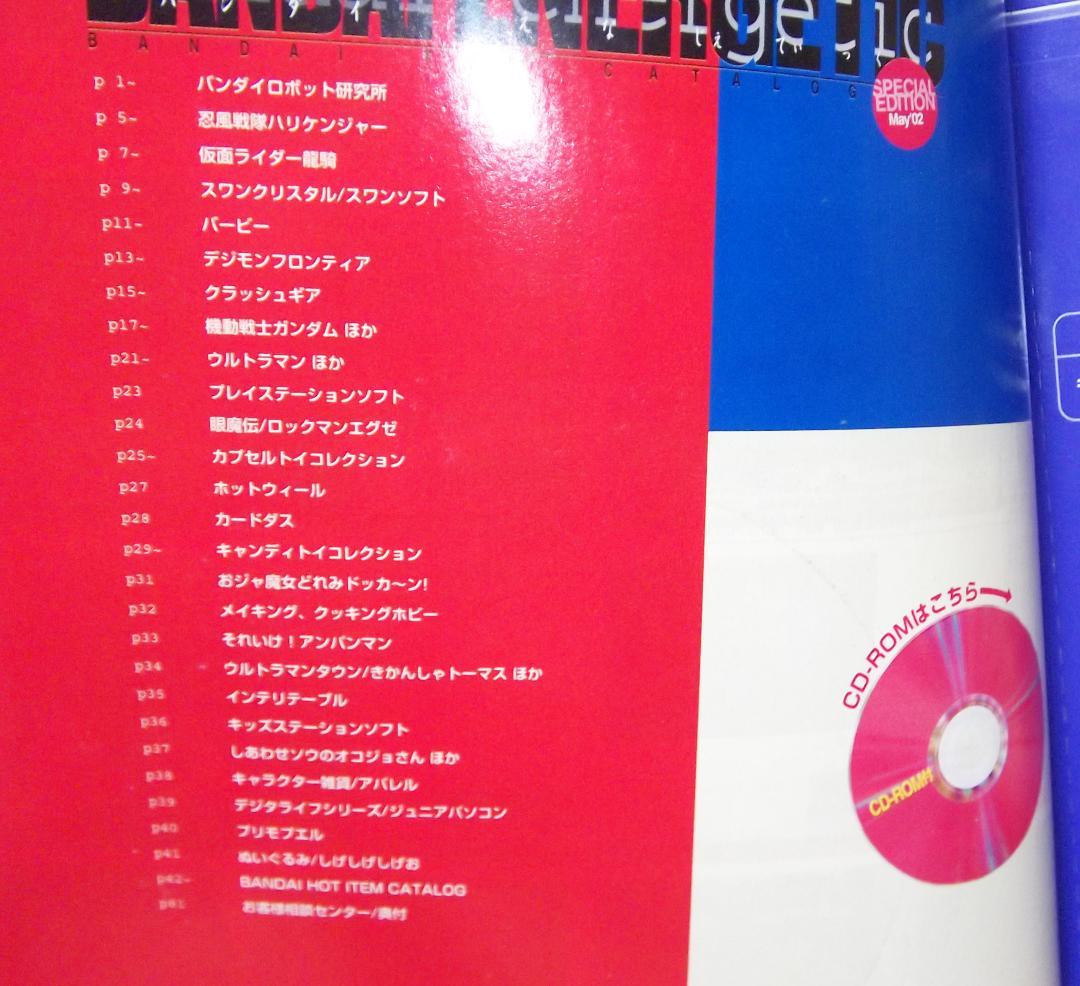 BANDAI ENERGetic
SPECIAL
EDITION
May'02
p 1~ バンダイロボット研究所
p 5~ 忍風戦隊ハリケンジャー
p 7~ 仮面ライダー龍騎
p 9~ スワンクリスタル/スワンソフト
p11~ バービー
p13~ デジモンフロンティア
p15~ クラッシュギア
p17~ 機動戦士ガンダム ほか
p21~ ウルトラマン ほか
p23 プレイステーションソフト
p24 眼魔伝/ロックマンエグゼ
p25~ カプセルトイコレクション
p27 ホットウィール
p28 カードダス
p29~ キャンディトイコレクション
p31 おジャ魔女どれみドッカ〜ン!
p32 メイキング、クッキングホビー
p33 それいけ！アンパンマン
p34 ウルトラマンタウン/きかんしゃトーマス ほか
p35 インテリテーブル
p36 キッズステーションソフト
p37 しあわせソウのオコジョさん ほか
p38 キャラクター雑貨/アパレル
p39 デジタライフシリーズ/ジュニアパソコン
p40 プリモプエル
p41 ぬいぐるみ/しげしげしげお
p42~ BANDAI HOT ITEM CATALOG
p81 お客様相談センター/奥付
CD-ROMはこちら
CD-ROM付